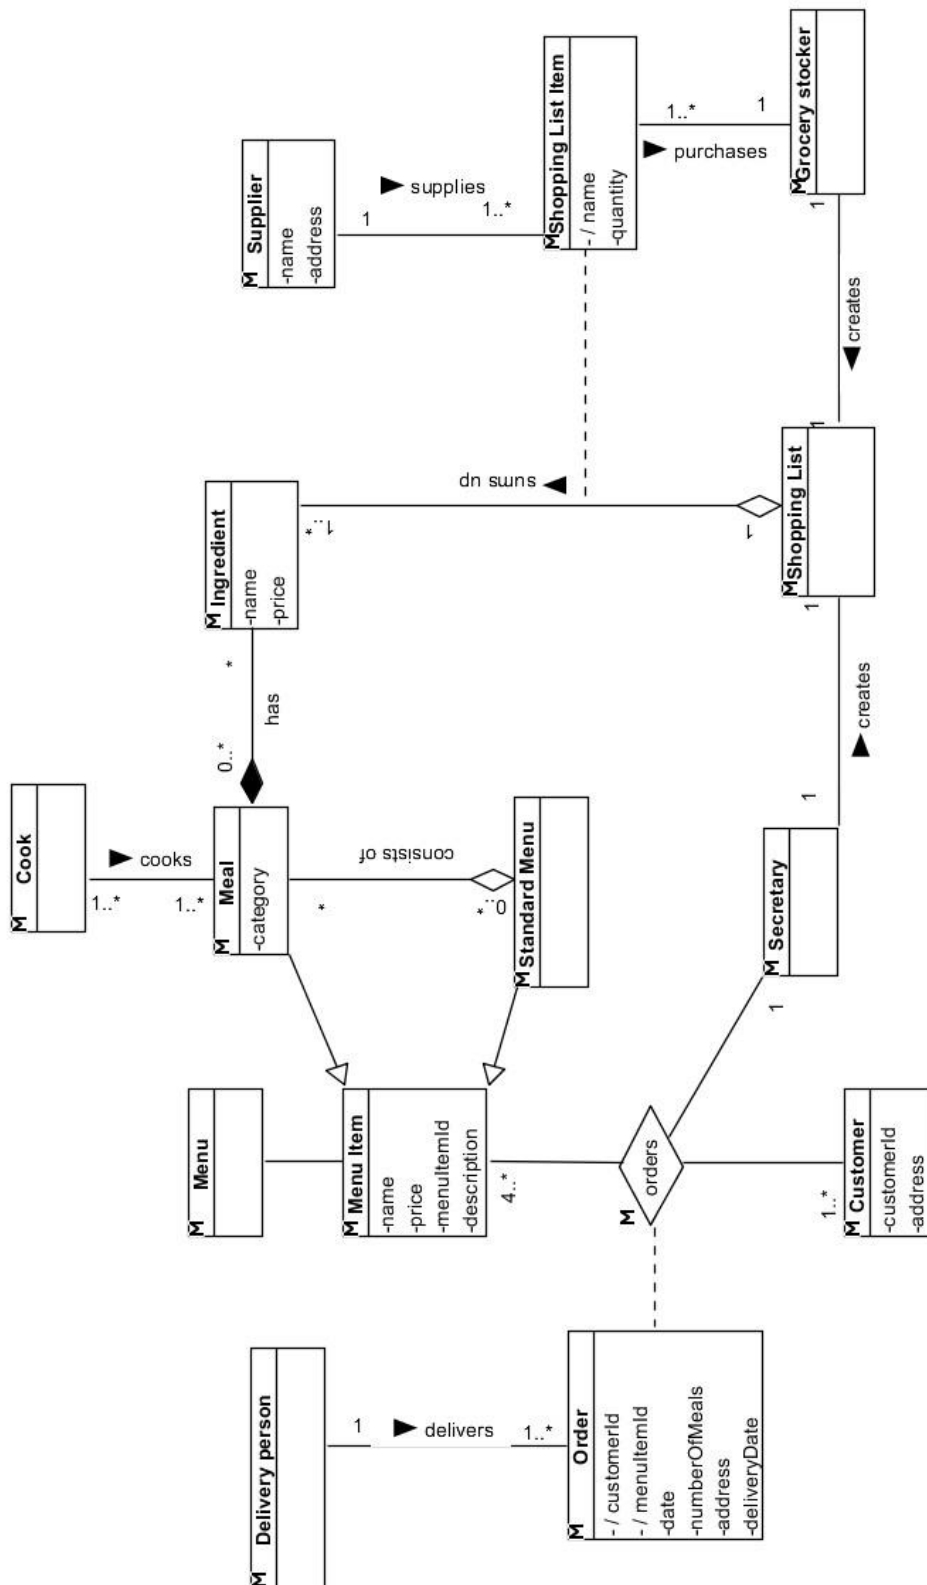 M Delivery person
1
delivers
1..*
M Order
- / customerId
- / menuItemId
-date
-numberOfMeals
-address
-deliveryDate
M Menu
M Menu Item
-name
-price
-menuItemId
-description
4..*
M
orders
1..*
M Customer
-customerId
-address
1
M Secretary
1
creates
1
M Cook
1..*
cooks
1..*
M Meal
-category
*
consists of
0..*
M Standard Menu
0..*
has
*
M Ingredient
-name
-price
1..*
sums up
1
M Shopping List
1
creates
1
M Supplier
-name
-address
1
supplies
1..*
M Shopping List Item
- / name
-quantity
1..*
purchases
1
M Grocery stocker